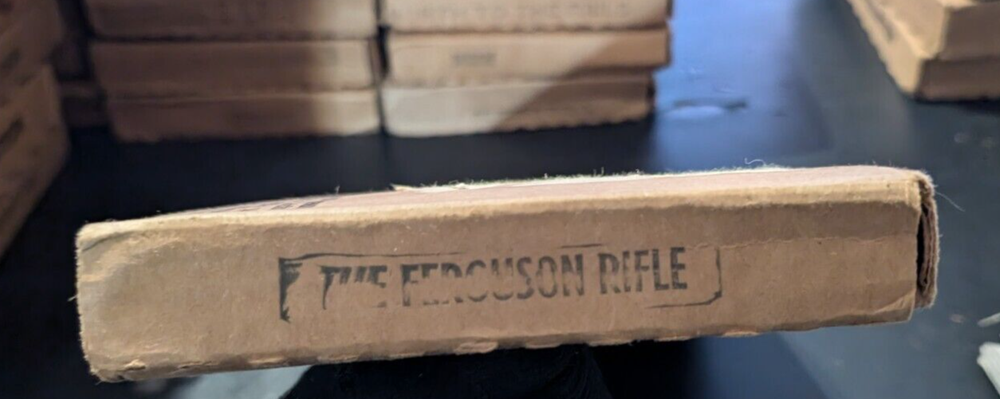 THE FERGUSON RIFLE